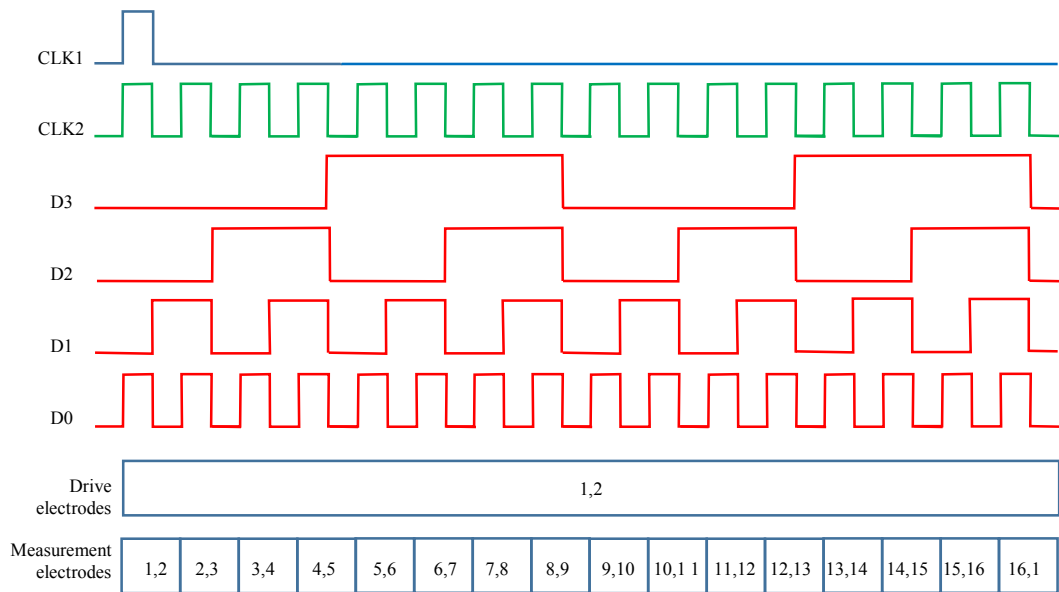 CLK1
CLK2
D3
D2
D1
D0
Drive
electrodes
1,2
Measurement
electrodes
1,2 2,3 3,4 4,5 5,6 6,7 7,8 8,9 9,10 10,1 1 11,12 12,13 13,14 14,15 15,16 16,1